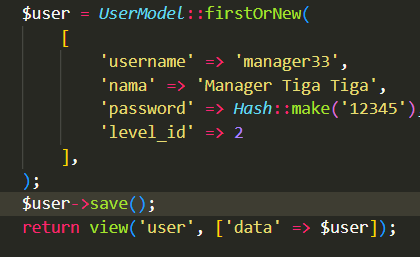 $user = UserModel::firstOrNew(
    [
        'username' => 'manager33',
        'nama' => 'Manager Tiga Tiga',
        'password' => Hash::make('12345')
        'level_id' => 2
    ],
);
$user->save();
return view('user', ['data' => $user]);